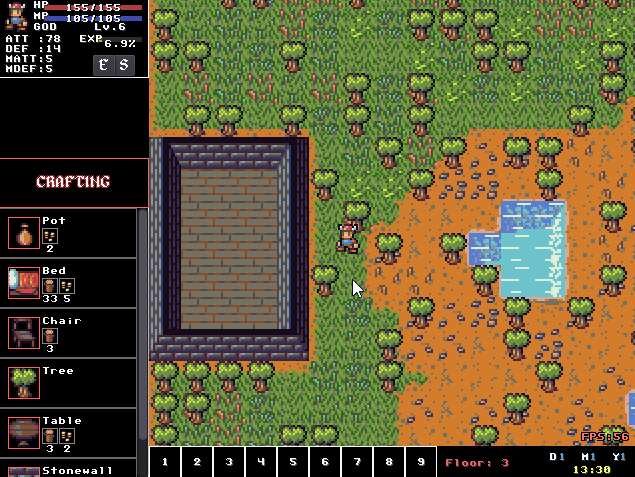 HP 155/155
MP 105/105
GOD Lv.6
ATT :78 EXP 6.9%
DEF :14
MATT:5
MDEF:5
E S
CRAFTING
Pot
2
Bed
33 5
Chair
3
Tree
Table
3 2
Stonewall
1 2 3 4 5 6 7 8 9
Floor: 3
FPS:56
D1 M1 Y1
13:30